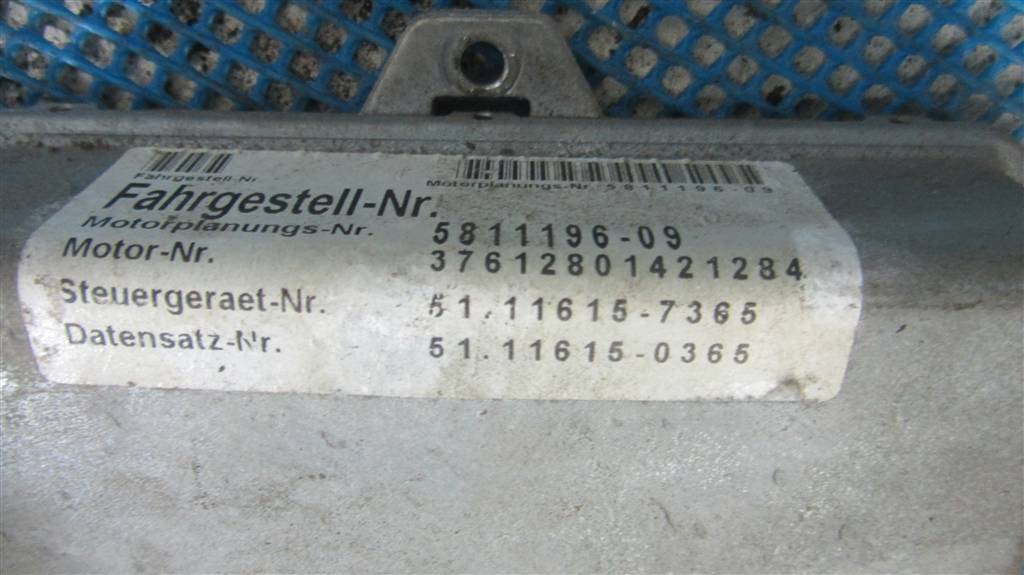 Fahrgestell-Nr
Motorplanungs-Nr. 5811196-09
Fahrgestell-Nr.
Motorplanungs-Nr. 5811196-09
Motor-Nr. 37612801421284
Steuergeraet-Nr. 51.11615-7365
Datensatz-Nr. 51.11615-0365